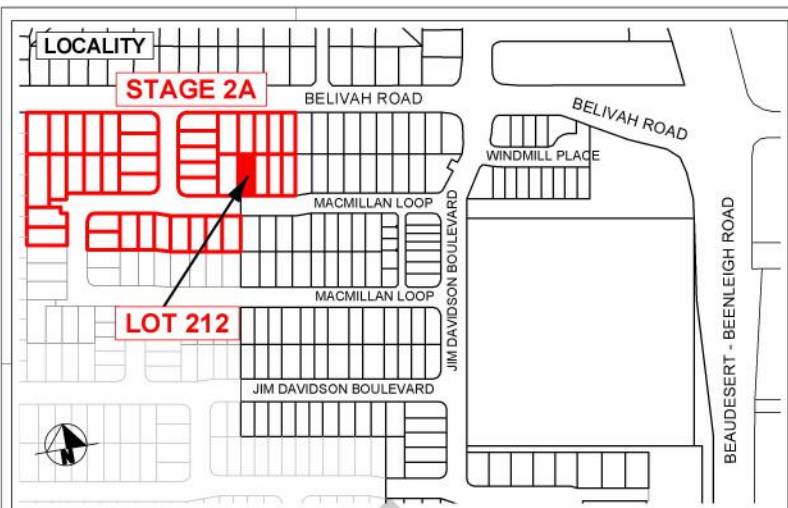 LOCALITY
STAGE 2A
BELIVAH ROAD
BELIVAH ROAD
WINDMILL PLACE
MACMILLAN LOOP
JIM DAVIDSON BOULEVARD
MACMILLAN LOOP
LOT 212
JIM DAVIDSON BOULEVARD
BEAUDESERT - BEENLEIGH ROAD
N